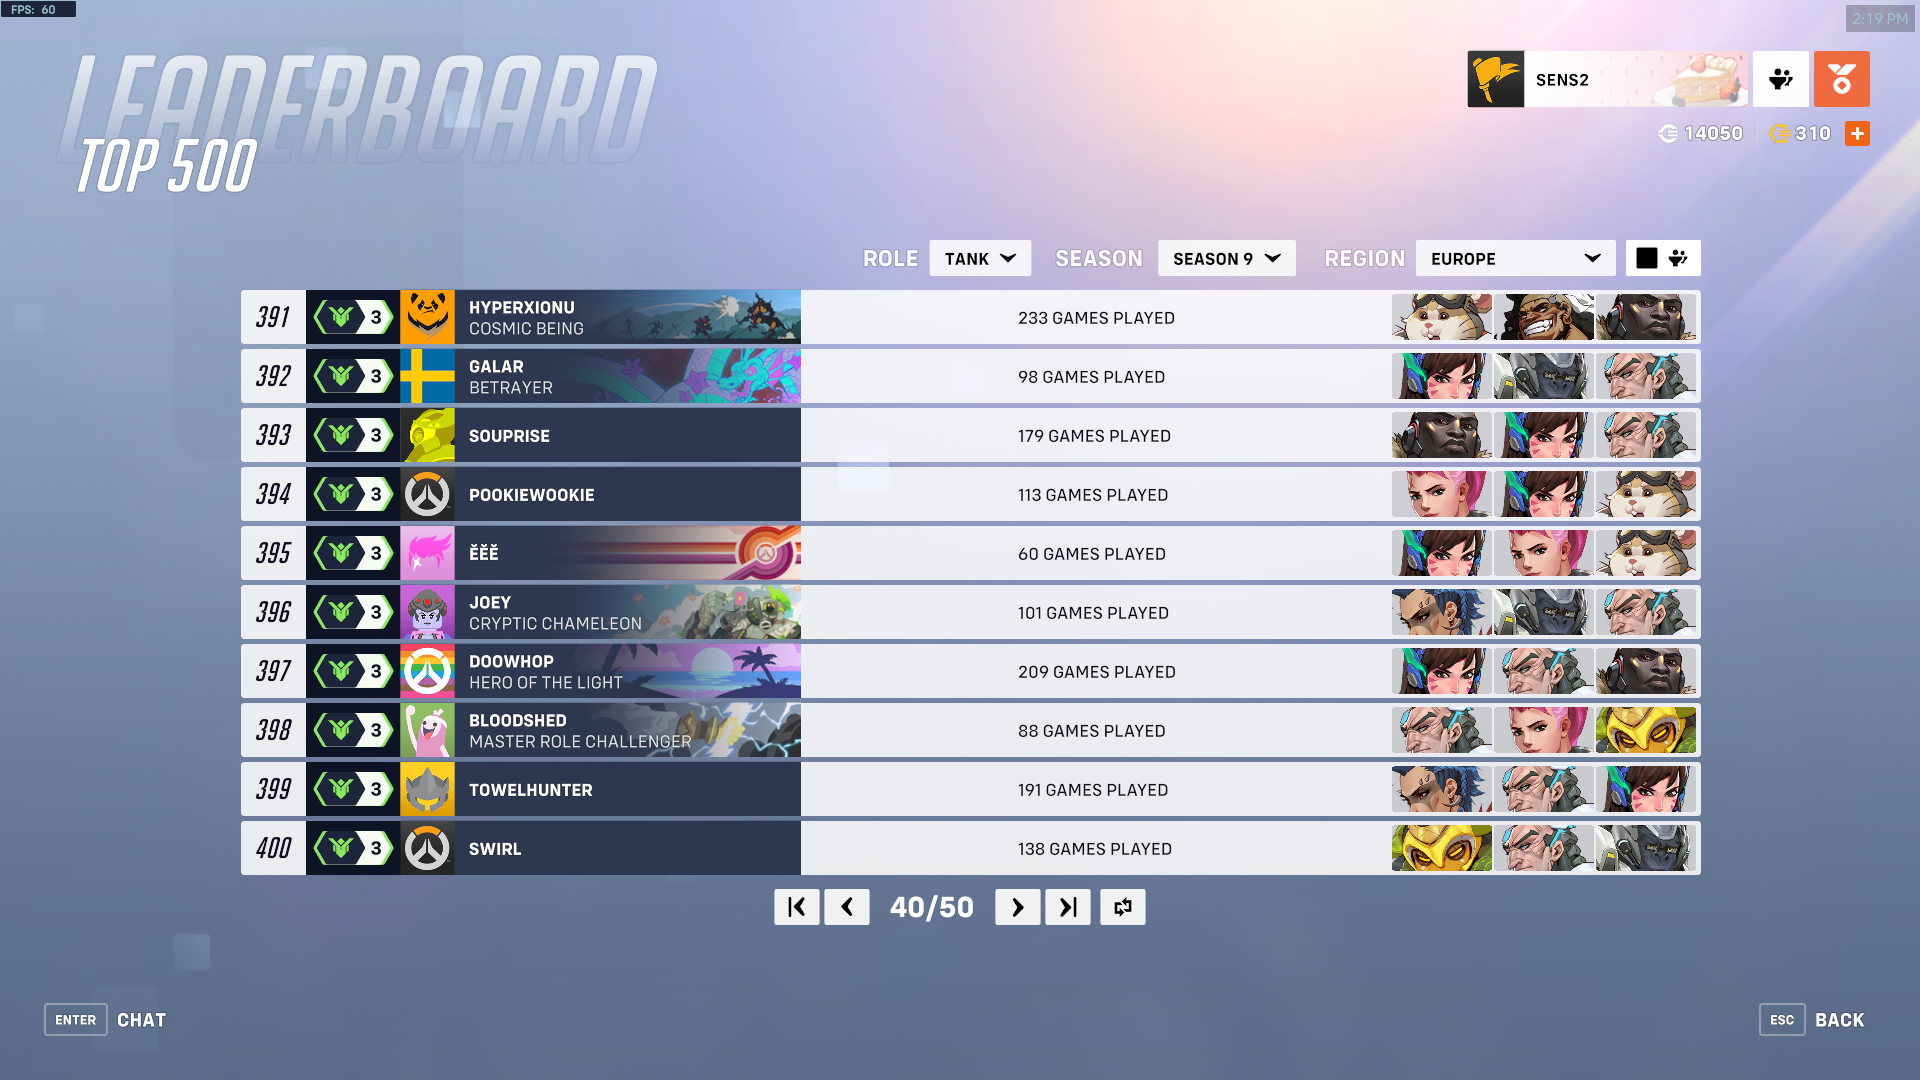 FPS: 60
2:19 PM
LEADERBOARD
TOP 500
SENS2
14050
310
ROLE TANK SEASON SEASON 9 REGION EUROPE
391 3 HYPERXIONU 233 GAMES PLAYED
COSMIC BEING
392 3 GALAR 98 GAMES PLAYED
BETRAYER
393 3 SOUPRISE 179 GAMES PLAYED
394 3 POOKIEWOOKIE 113 GAMES PLAYED
395 3 ĚĚĚ 60 GAMES PLAYED
396 3 JOEY 101 GAMES PLAYED
CRYPTIC CHAMELEON
397 3 DOOWHOP 209 GAMES PLAYED
HERO OF THE LIGHT
398 3 BLOODSHED 88 GAMES PLAYED
MASTER ROLE CHALLENGER
399 3 TOWELHUNTER 191 GAMES PLAYED
400 3 SWIRL 138 GAMES PLAYED
40/50
ENTER CHAT
ESC BACK